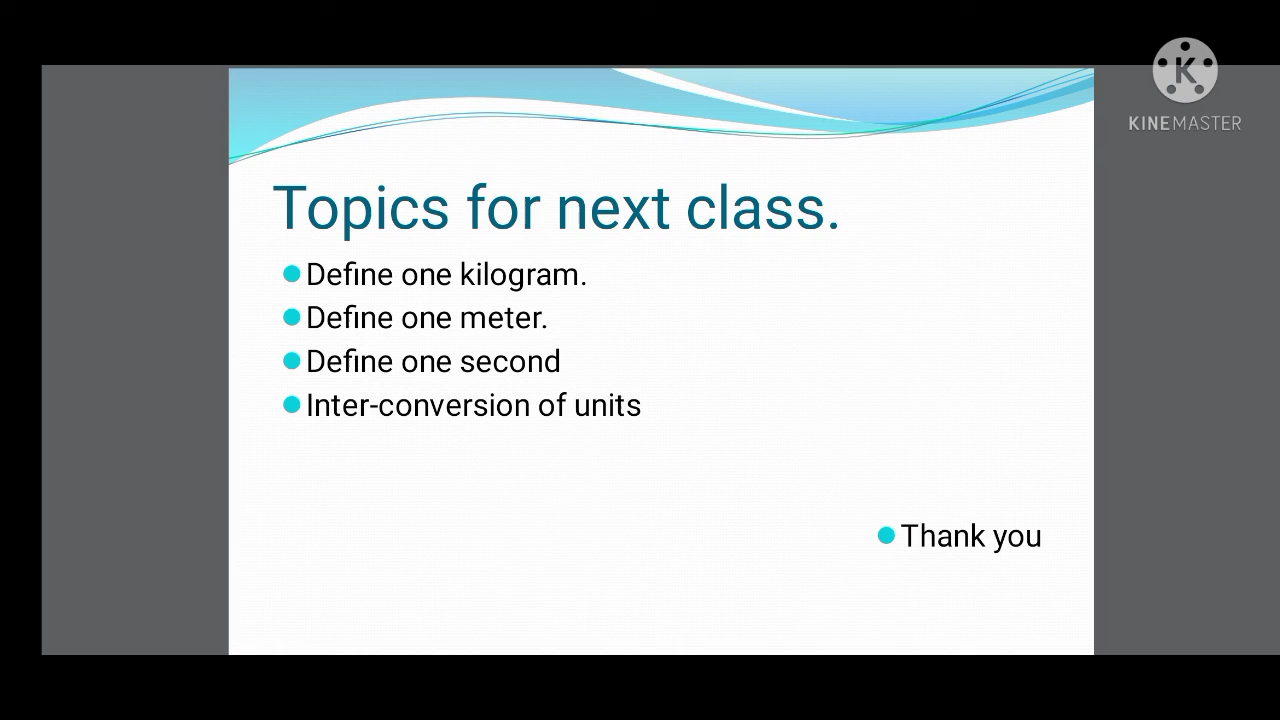 K
KINEMASTER
Topics for next class.
Define one kilogram.
Define one meter.
Define one second
Inter-conversion of units
Thank you